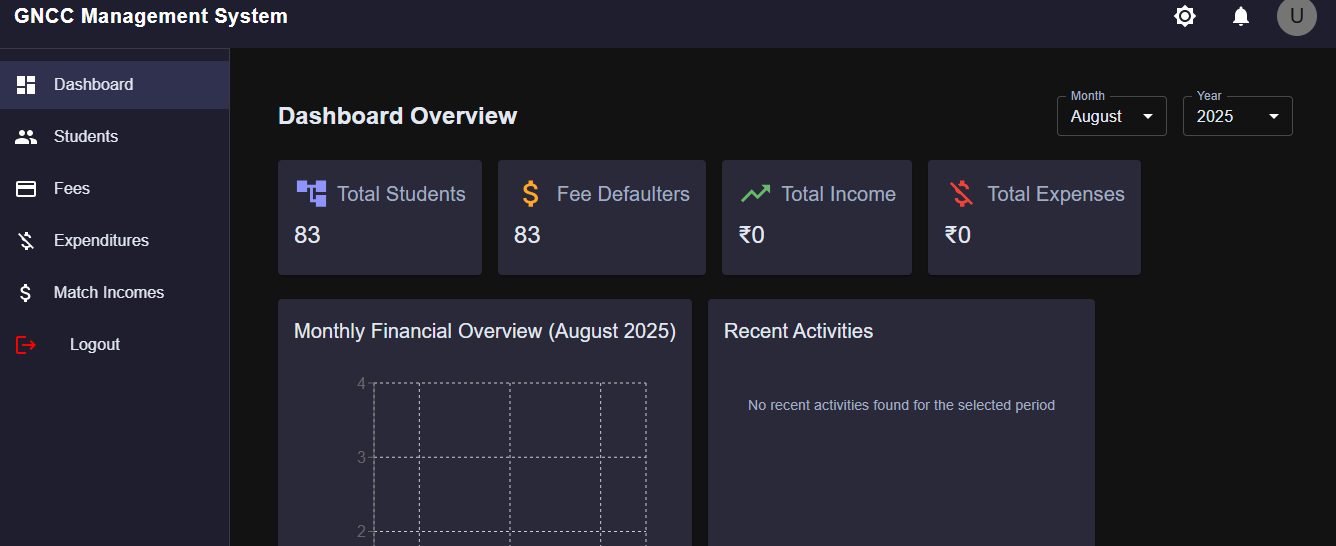 GNCC Management System
U
Dashboard
Students
Fees
Expenditures
Match Incomes
Logout
Dashboard Overview
Month
August
Year
2025
Total Students
83
Fee Defaulters
83
Total Income
₹0
Total Expenses
₹0
Monthly Financial Overview (August 2025)
4
3
2
Recent Activities
No recent activities found for the selected period